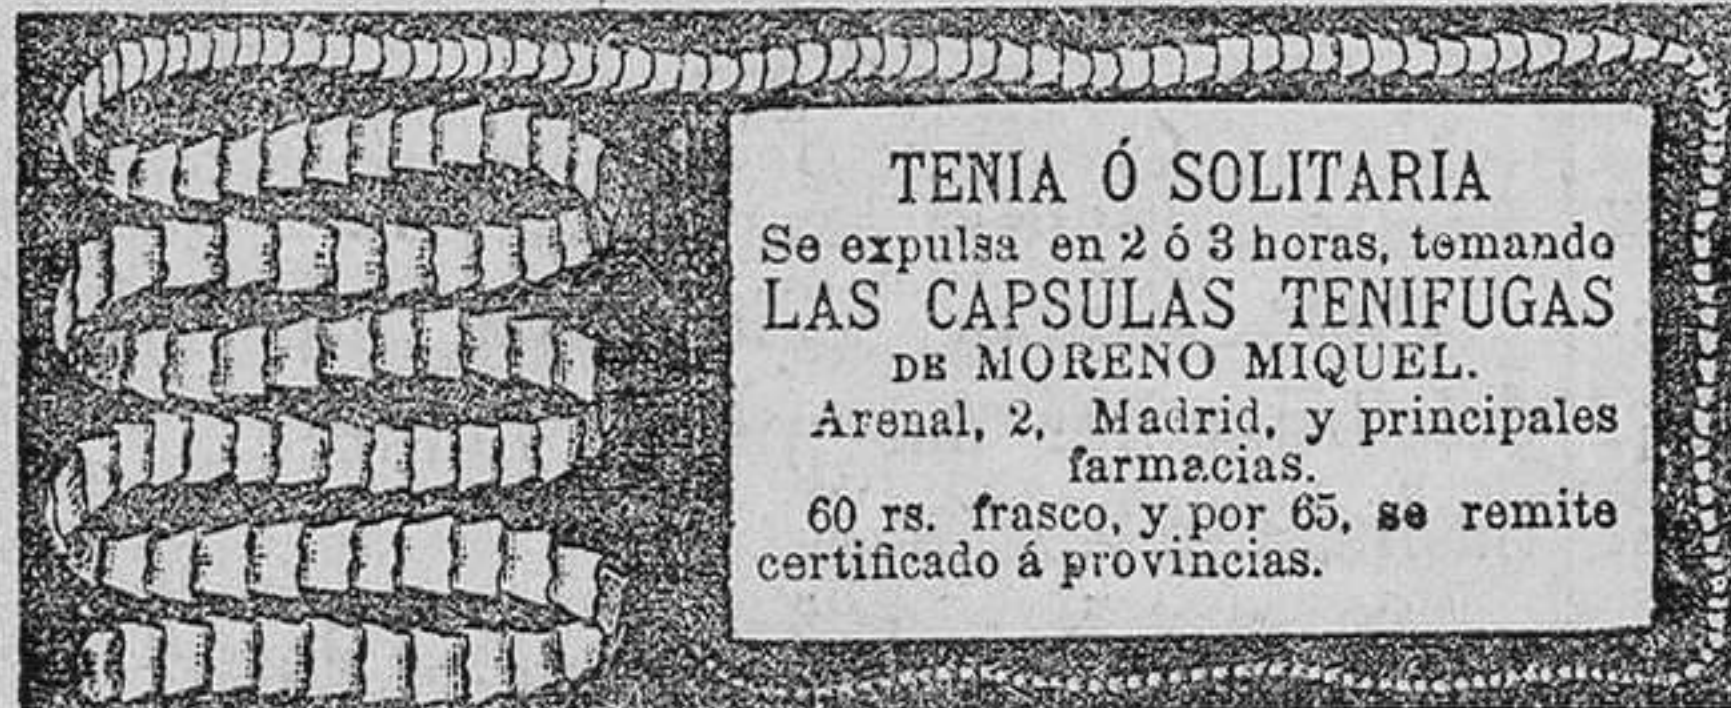 TENIA Ó SOLITARIA
Se expulsa en 2 ó 3 horas, tomando
LAS CAPSULAS TENIFUGAS
DE MORENO MIQUEL.
Arenal, 2, Madrid, y principales
farmacias.
60 rs. frasco, y por 65, se remite
certificado á provincias.